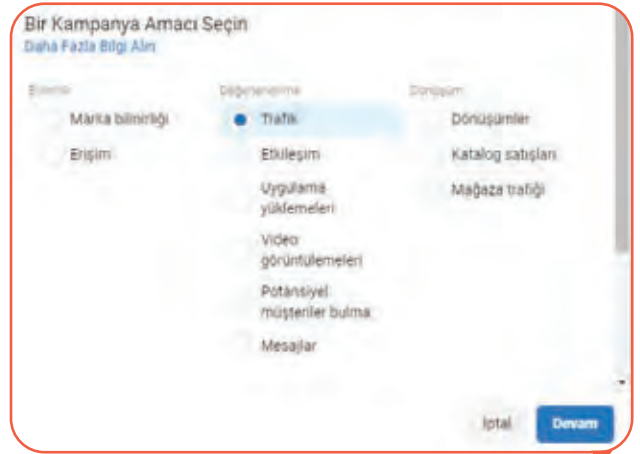 Bir Kampanya Amacı Seçin
Daha Fazla Bilgi Alın
Değerlendirme
Dönüşüm
Marka bilinirliği
Trafik
Dönüşümler
Erişim
Etkileşim
Katalog satışları
Uygulama
yüklemeleri
Mağaza trafiği
Video
görüntülemeleri
Potansiyel
müşteriler bulma
Mesajlar
İptal
Devam